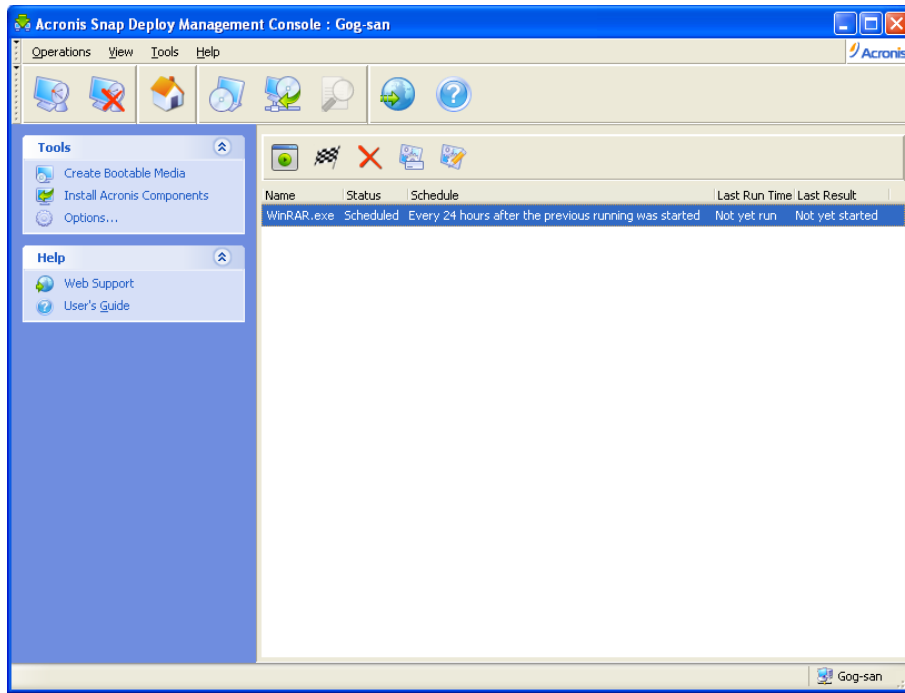 Acronis Snap Deploy Management Console : Gog-san
Operations View Tools Help
Acronis
Tools
Create Bootable Media
Install Acronis Components
Options...
Help
Web Support
User's Guide
Name Status Schedule Last Run Time Last Result
WinRAR.exe Scheduled Every 24 hours after the previous running was started Not yet run Not yet started
Gog-san